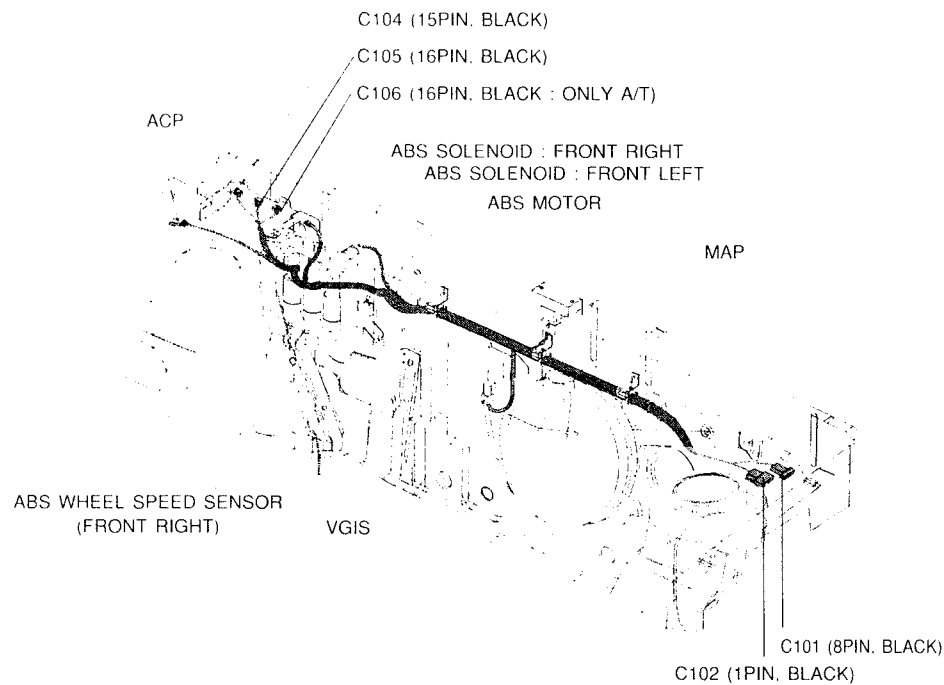 C104 (15PIN. BLACK)
C105 (16PIN. BLACK)
C106 (16PIN. BLACK : ONLY A/T)
ACP
ABS SOLENOID : FRONT RIGHT
ABS SOLENOID : FRONT LEFT
ABS MOTOR
MAP
ABS WHEEL SPEED SENSOR
(FRONT RIGHT)
VGIS
C101 (8PIN. BLACK)
C102 (1PIN, BLACK)